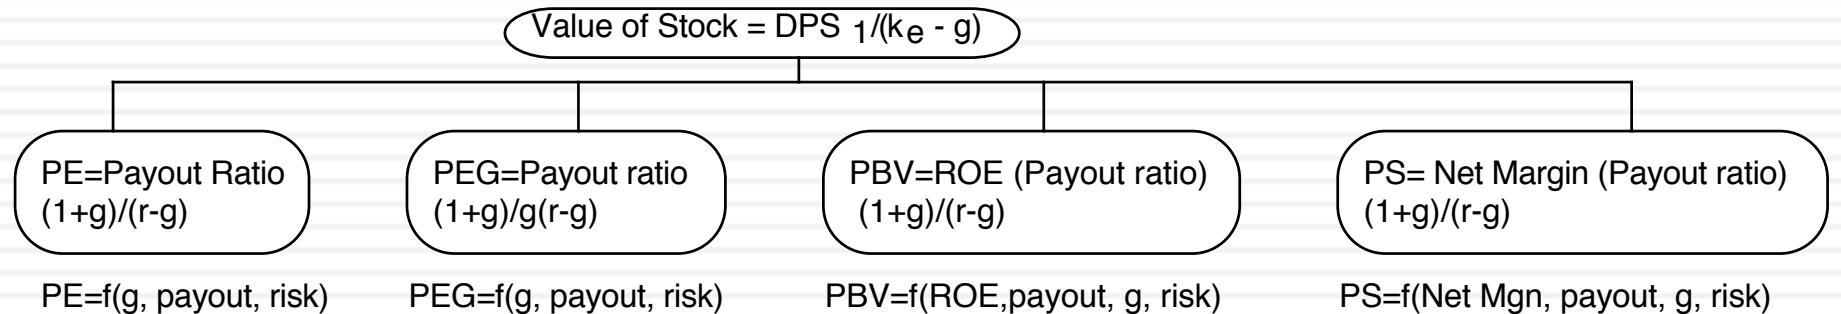 Value of Stock = DPS 1/(ke - g)
PE=Payout Ratio
(1+g)/(r-g)
PEG=Payout ratio
(1+g)/g(r-g)
PBV=ROE (Payout ratio)
(1+g)/(r-g)
PS= Net Margin (Payout ratio)
(1+g)/(r-g)
PE=f(g, payout, risk)
PEG=f(g, payout, risk)
PBV=f(ROE,payout, g, risk)
PS=f(Net Mgn, payout, g, risk)